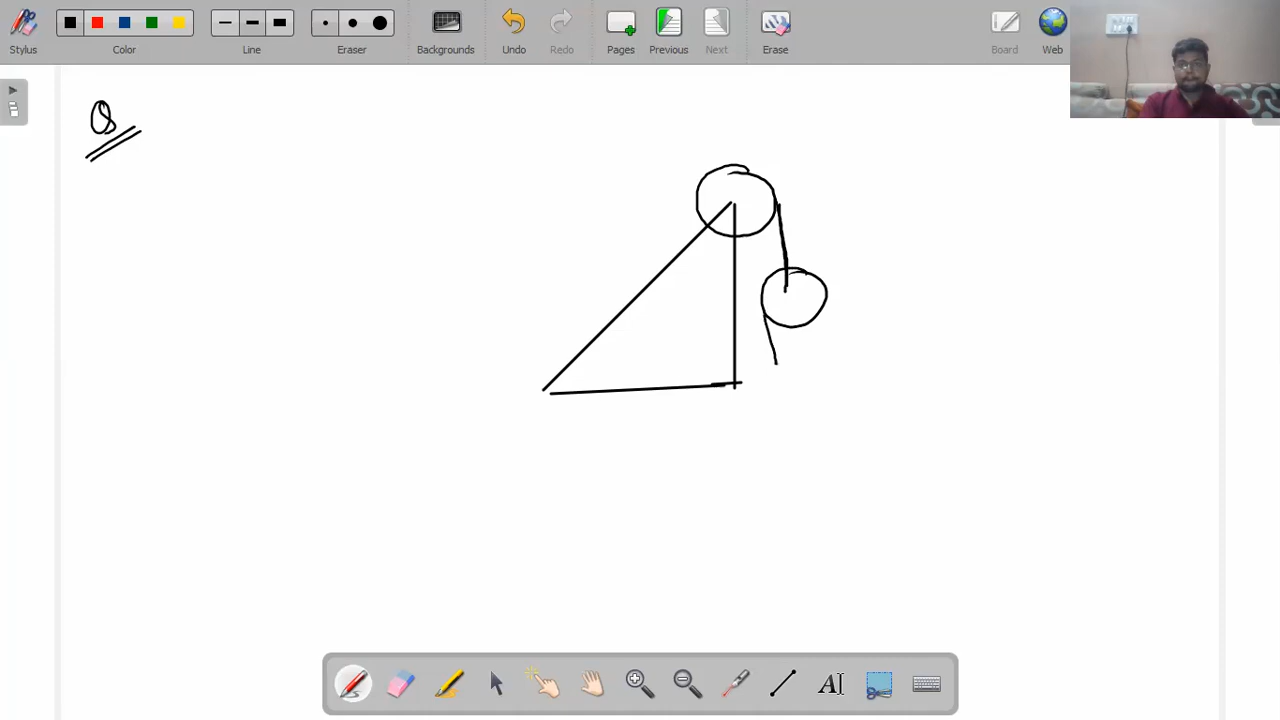 Stylus
Color
Line
Eraser
Backgrounds
Undo
Redo
Pages
Previous
Next
Erase
Board
Web
Q